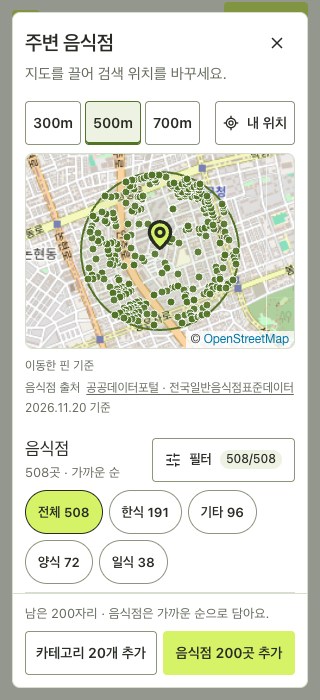 주변 음식점
지도를 끌어 검색 위치를 바꾸세요.
300m 500m 700m 내 위치
논현동
© OpenStreetMap
이동한 핀 기준
음식점 출처 공공데이터포털 · 전국일반음식점표준데이터
2026.11.20 기준
음식점
508곳 · 가까운 순
필터 508/508
전체 508 한식 191 기타 96
양식 72 일식 38
남은 200자리 · 음식점은 가까운 순으로 담아요.
카테고리 20개 추가 음식점 200곳 추가